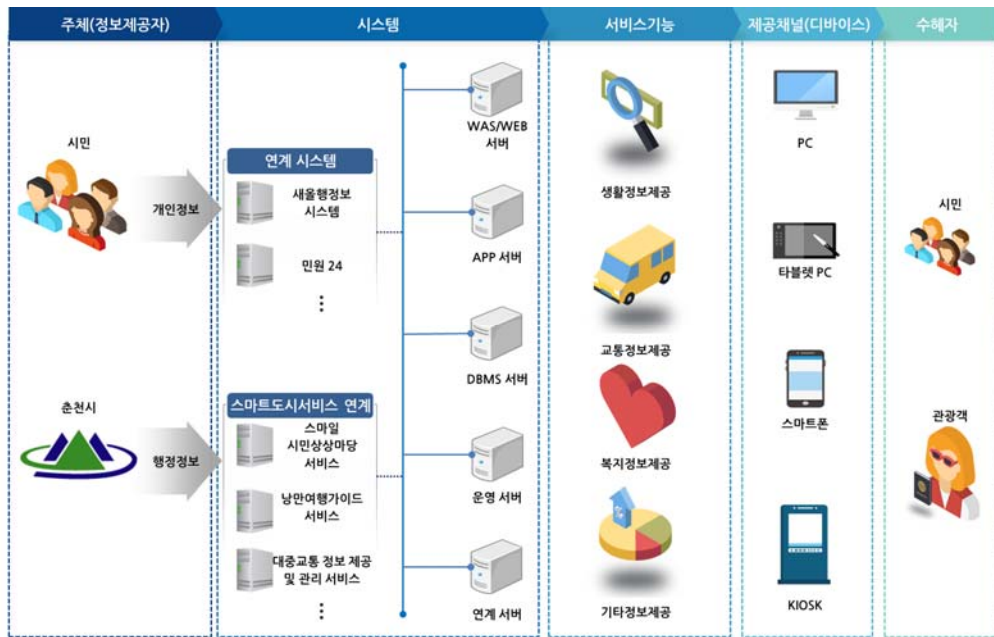 주체(정보제공자)
시스템
서비스기능
제공채널(디바이스)
수혜자
시민
개인정보
춘천시
행정정보
연계 시스템
새올행정보
시스템
민원 24
스마트도시서비스 연계
스마일
시민상상마당
서비스
낭만여행가이드
서비스
대중교통 정보 제공
및 관리 서비스
WAS/WEB
서버
APP 서버
DBMS 서버
운영 서버
연계 서버
생활정보제공
교통정보제공
복지정보제공
기타정보제공
PC
타블렛 PC
스마트폰
KIOSK
시민
관광객